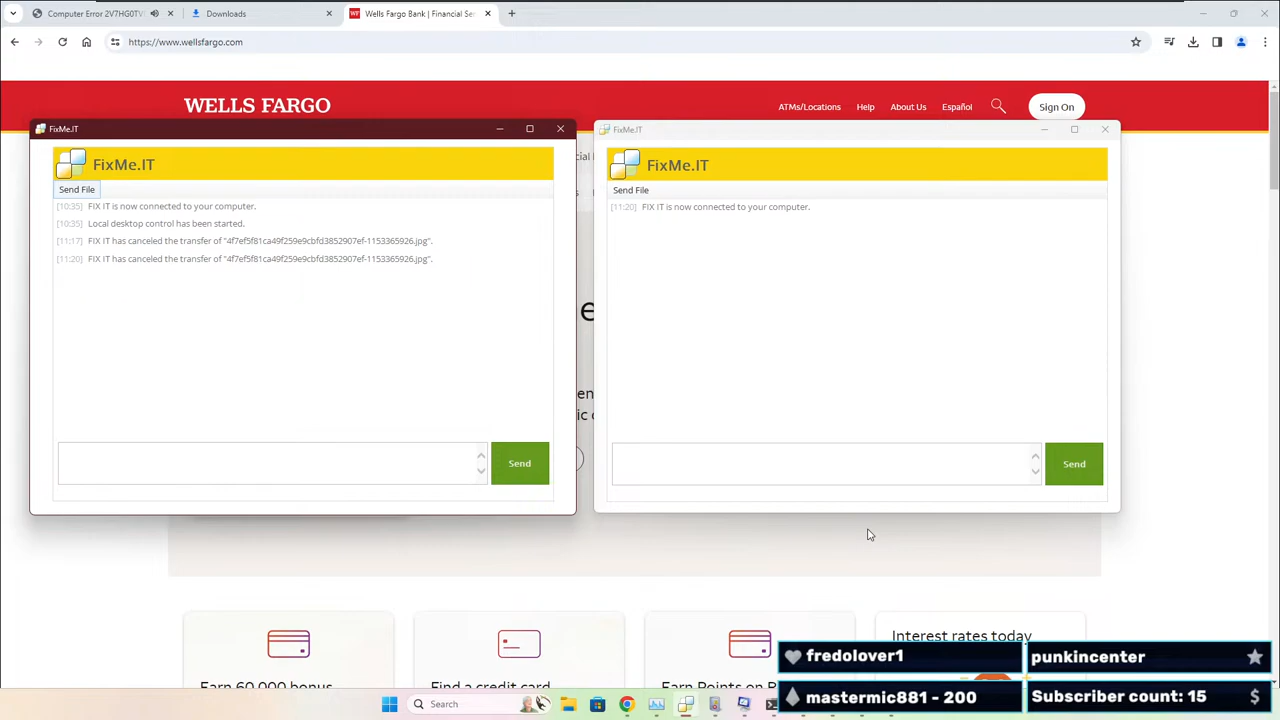 Computer Error 2V7HG0TV
Downloads
Wells Fargo Bank | Financial Se
https://www.wellsfargo.com
WELLS FARGO
ATMs/Locations
Help
About Us
Español
Sign On
FixMe.IT
FixMe.IT
Send File
[10:35] FIX IT is now connected to your computer.
[10:35] Local desktop control has been started.
[11:17] FIX IT has canceled the transfer of "4f7ef5f81ca49f259e9cbfd3852907ef-1153365926.jpg".
[11:20] FIX IT has canceled the transfer of "4f7ef5f81ca49f259e9cbfd3852907ef-1153365926.jpg".
Send
FixMe.IT
FixMe.IT
Send File
[11:20] FIX IT is now connected to your computer.
Send
Interest rates today
Earn 60,000 bonus
Find a credit card
Earn Points on
Search
fredolover1
punkincenter
mastermic881 - 200
Subscriber count: 15